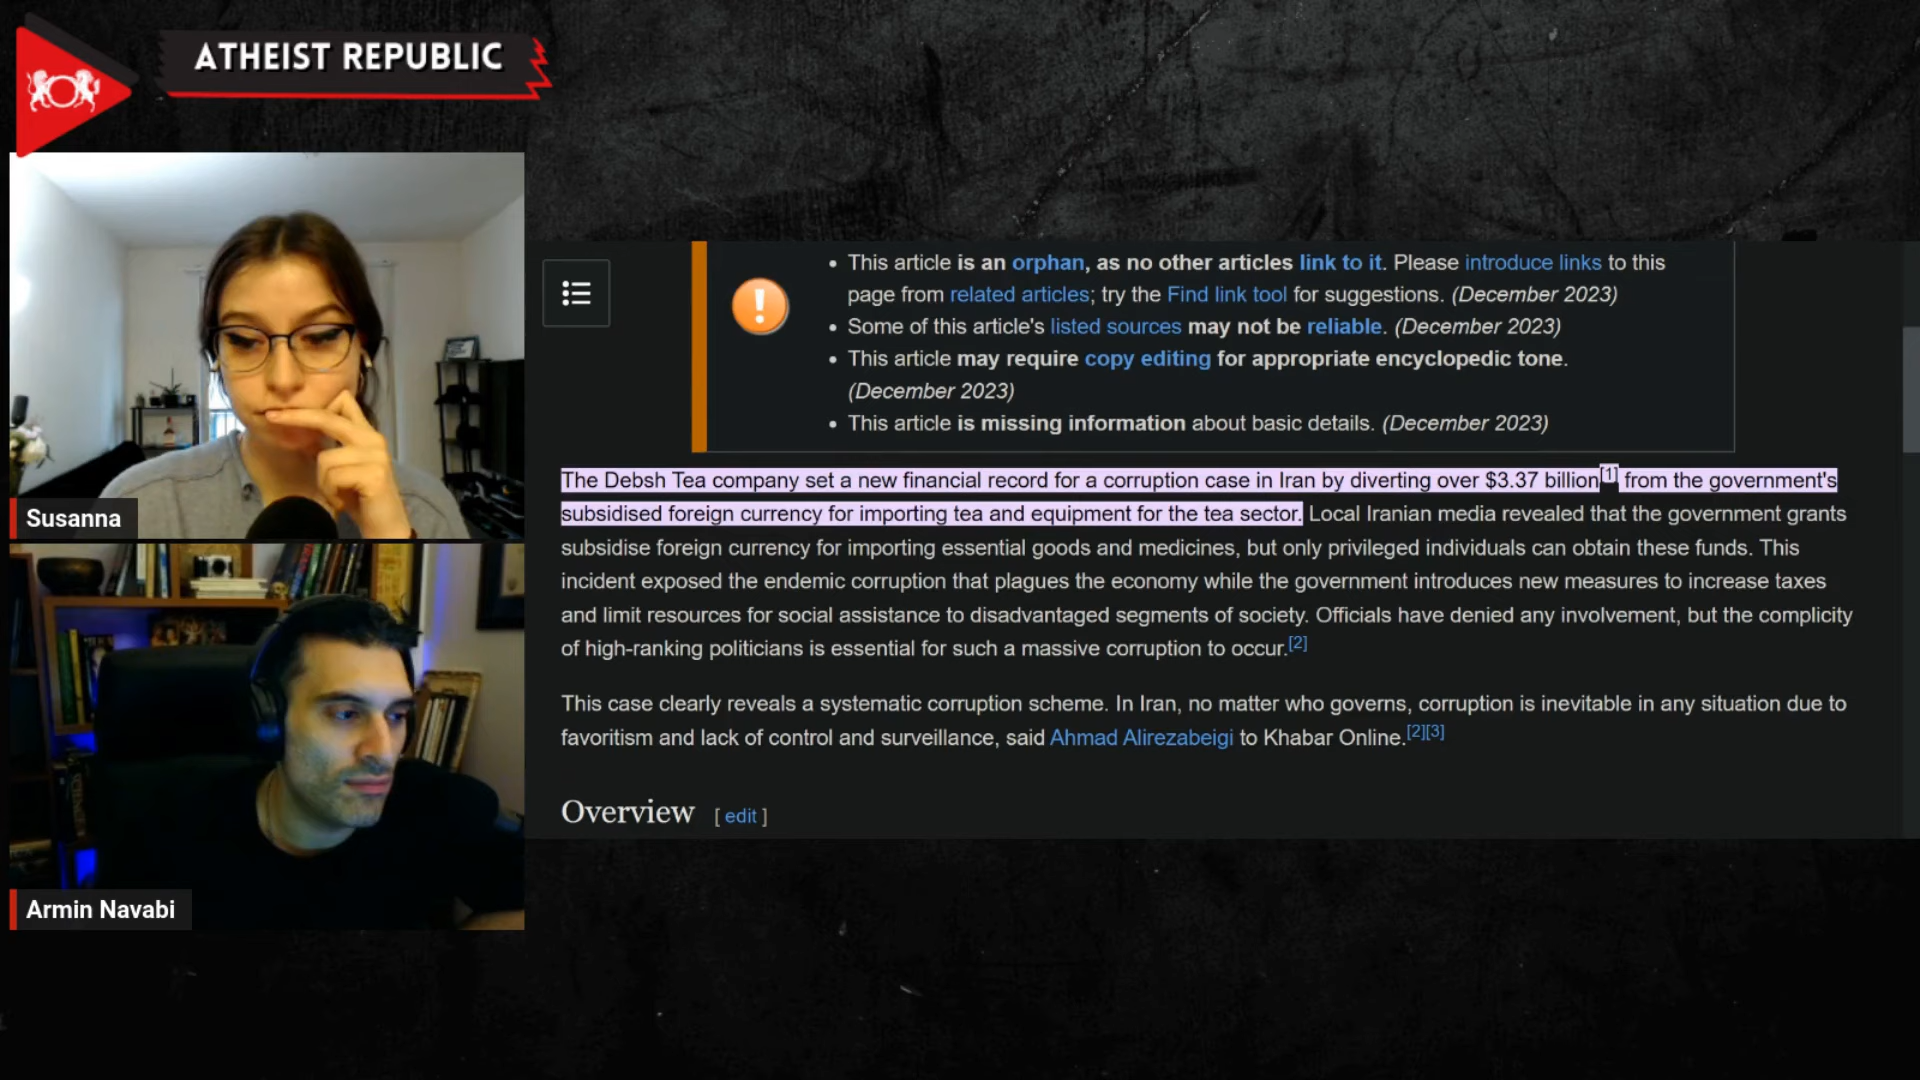 ATHEIST REPUBLIC
Susanna
Armin Navabi
• This article is an orphan, as no other articles link to it. Please introduce links to this
page from related articles; try the Find link tool for suggestions. (December 2023)
• Some of this article's listed sources may not be reliable. (December 2023)
• This article may require copy editing for appropriate encyclopedic tone.
(December 2023)
• This article is missing information about basic details. (December 2023)
The Debsh Tea company set a new financial record for a corruption case in Iran by diverting over $3.37 billion[1] from the government's
subsidised foreign currency for importing tea and equipment for the tea sector. Local Iranian media revealed that the government grants
subsidise foreign currency for importing essential goods and medicines, but only privileged individuals can obtain these funds. This
incident exposed the endemic corruption that plagues the economy while the government introduces new measures to increase taxes
and limit resources for social assistance to disadvantaged segments of society. Officials have denied any involvement, but the complicity
of high-ranking politicians is essential for such a massive corruption to occur.[2]
This case clearly reveals a systematic corruption scheme. In Iran, no matter who governs, corruption is inevitable in any situation due to
favoritism and lack of control and surveillance, said Ahmad Alirezabeigi to Khabar Online.[2][3]
Overview [ edit ]